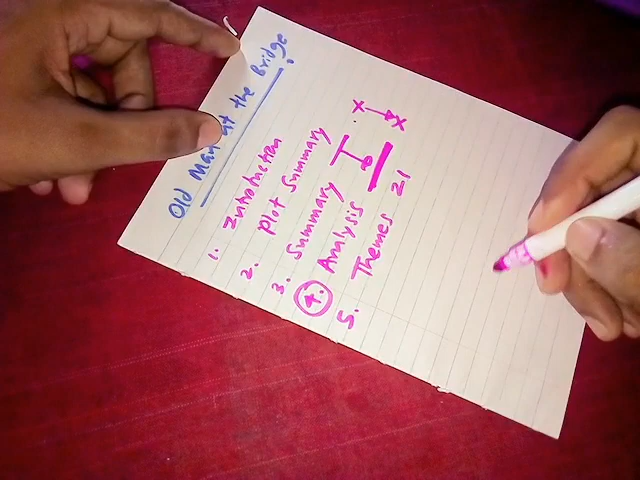 Old Man at the Bridge
1. Introduction
2. Plot Summary
3. Summary
4. Analysis
5. Themes 21
x
x